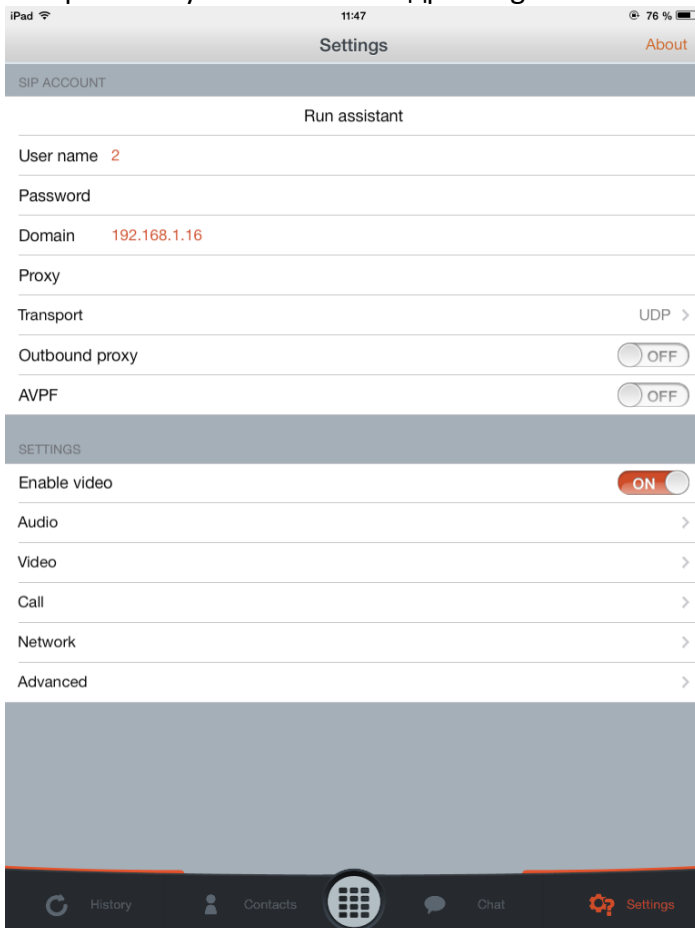 iPad 11:47 76 %
Settings About
SIP ACCOUNT
Run assistant
User name 2
Password
Domain 192.168.1.16
Proxy
Transport UDP
Outbound proxy OFF
AVPF OFF
SETTINGS
Enable video ON
Audio
Video
Call
Network
Advanced
History Contacts Chat Settings